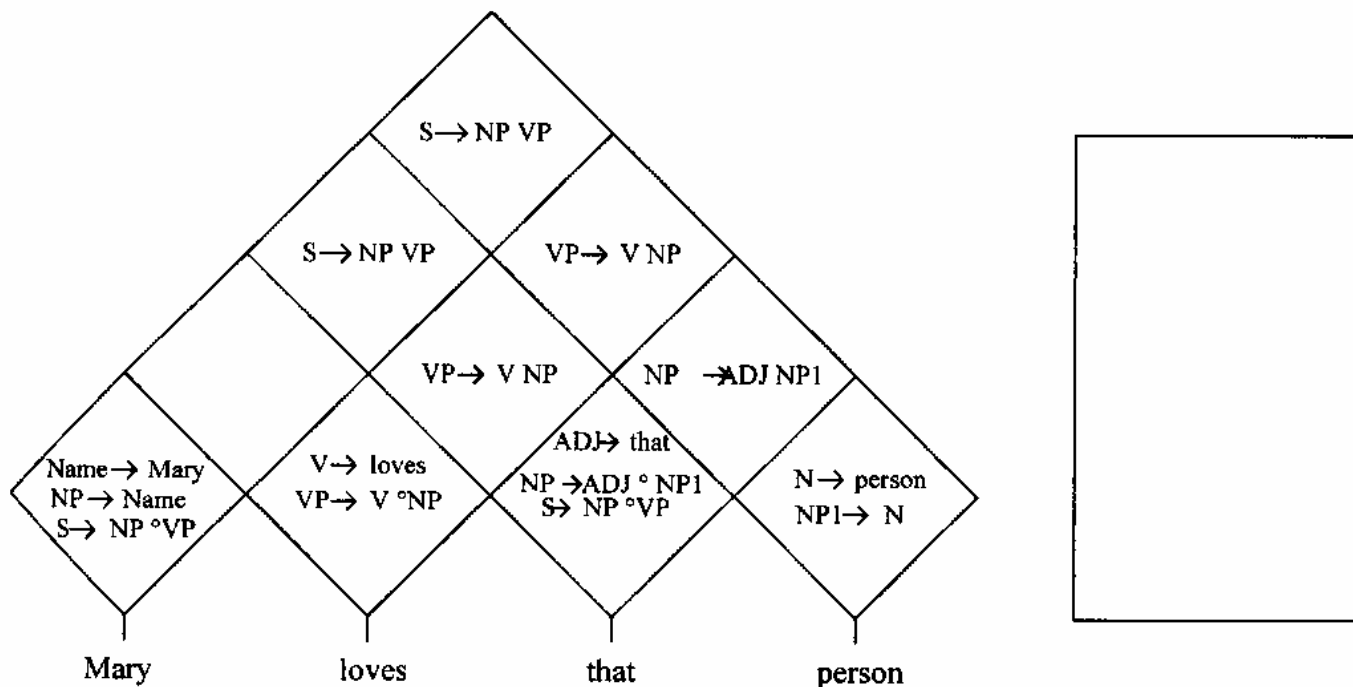 S→ NP VP
S→ NP VP
VP→ V NP
VP→ V NP
NP →ADJ NP1
Name→ Mary
NP→ Name
S→ NP °VP
V→ loves
VP→ V °NP
ADJ→ that
NP →ADJ ° NP1
S→ NP °VP
N→ person
NP1→ N
Mary
loves
that
person